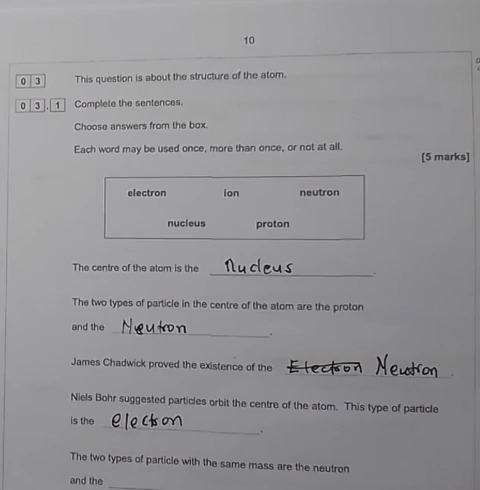 10
0 3 This question is about the structure of the atom.
0 3 . 1 Complete the sentences.
Choose answers from the box.
Each word may be used once, more than once, or not at all.
[5 marks]
electron ion neutron
nucleus proton
The centre of the atom is the nucleus.
The two types of particle in the centre of the atom are the proton
and the Neutron.
James Chadwick proved the existence of the Electron Neutron.
Niels Bohr suggested particles orbit the centre of the atom. This type of particle
is the electron.
The two types of particle with the same mass are the neutron
and the